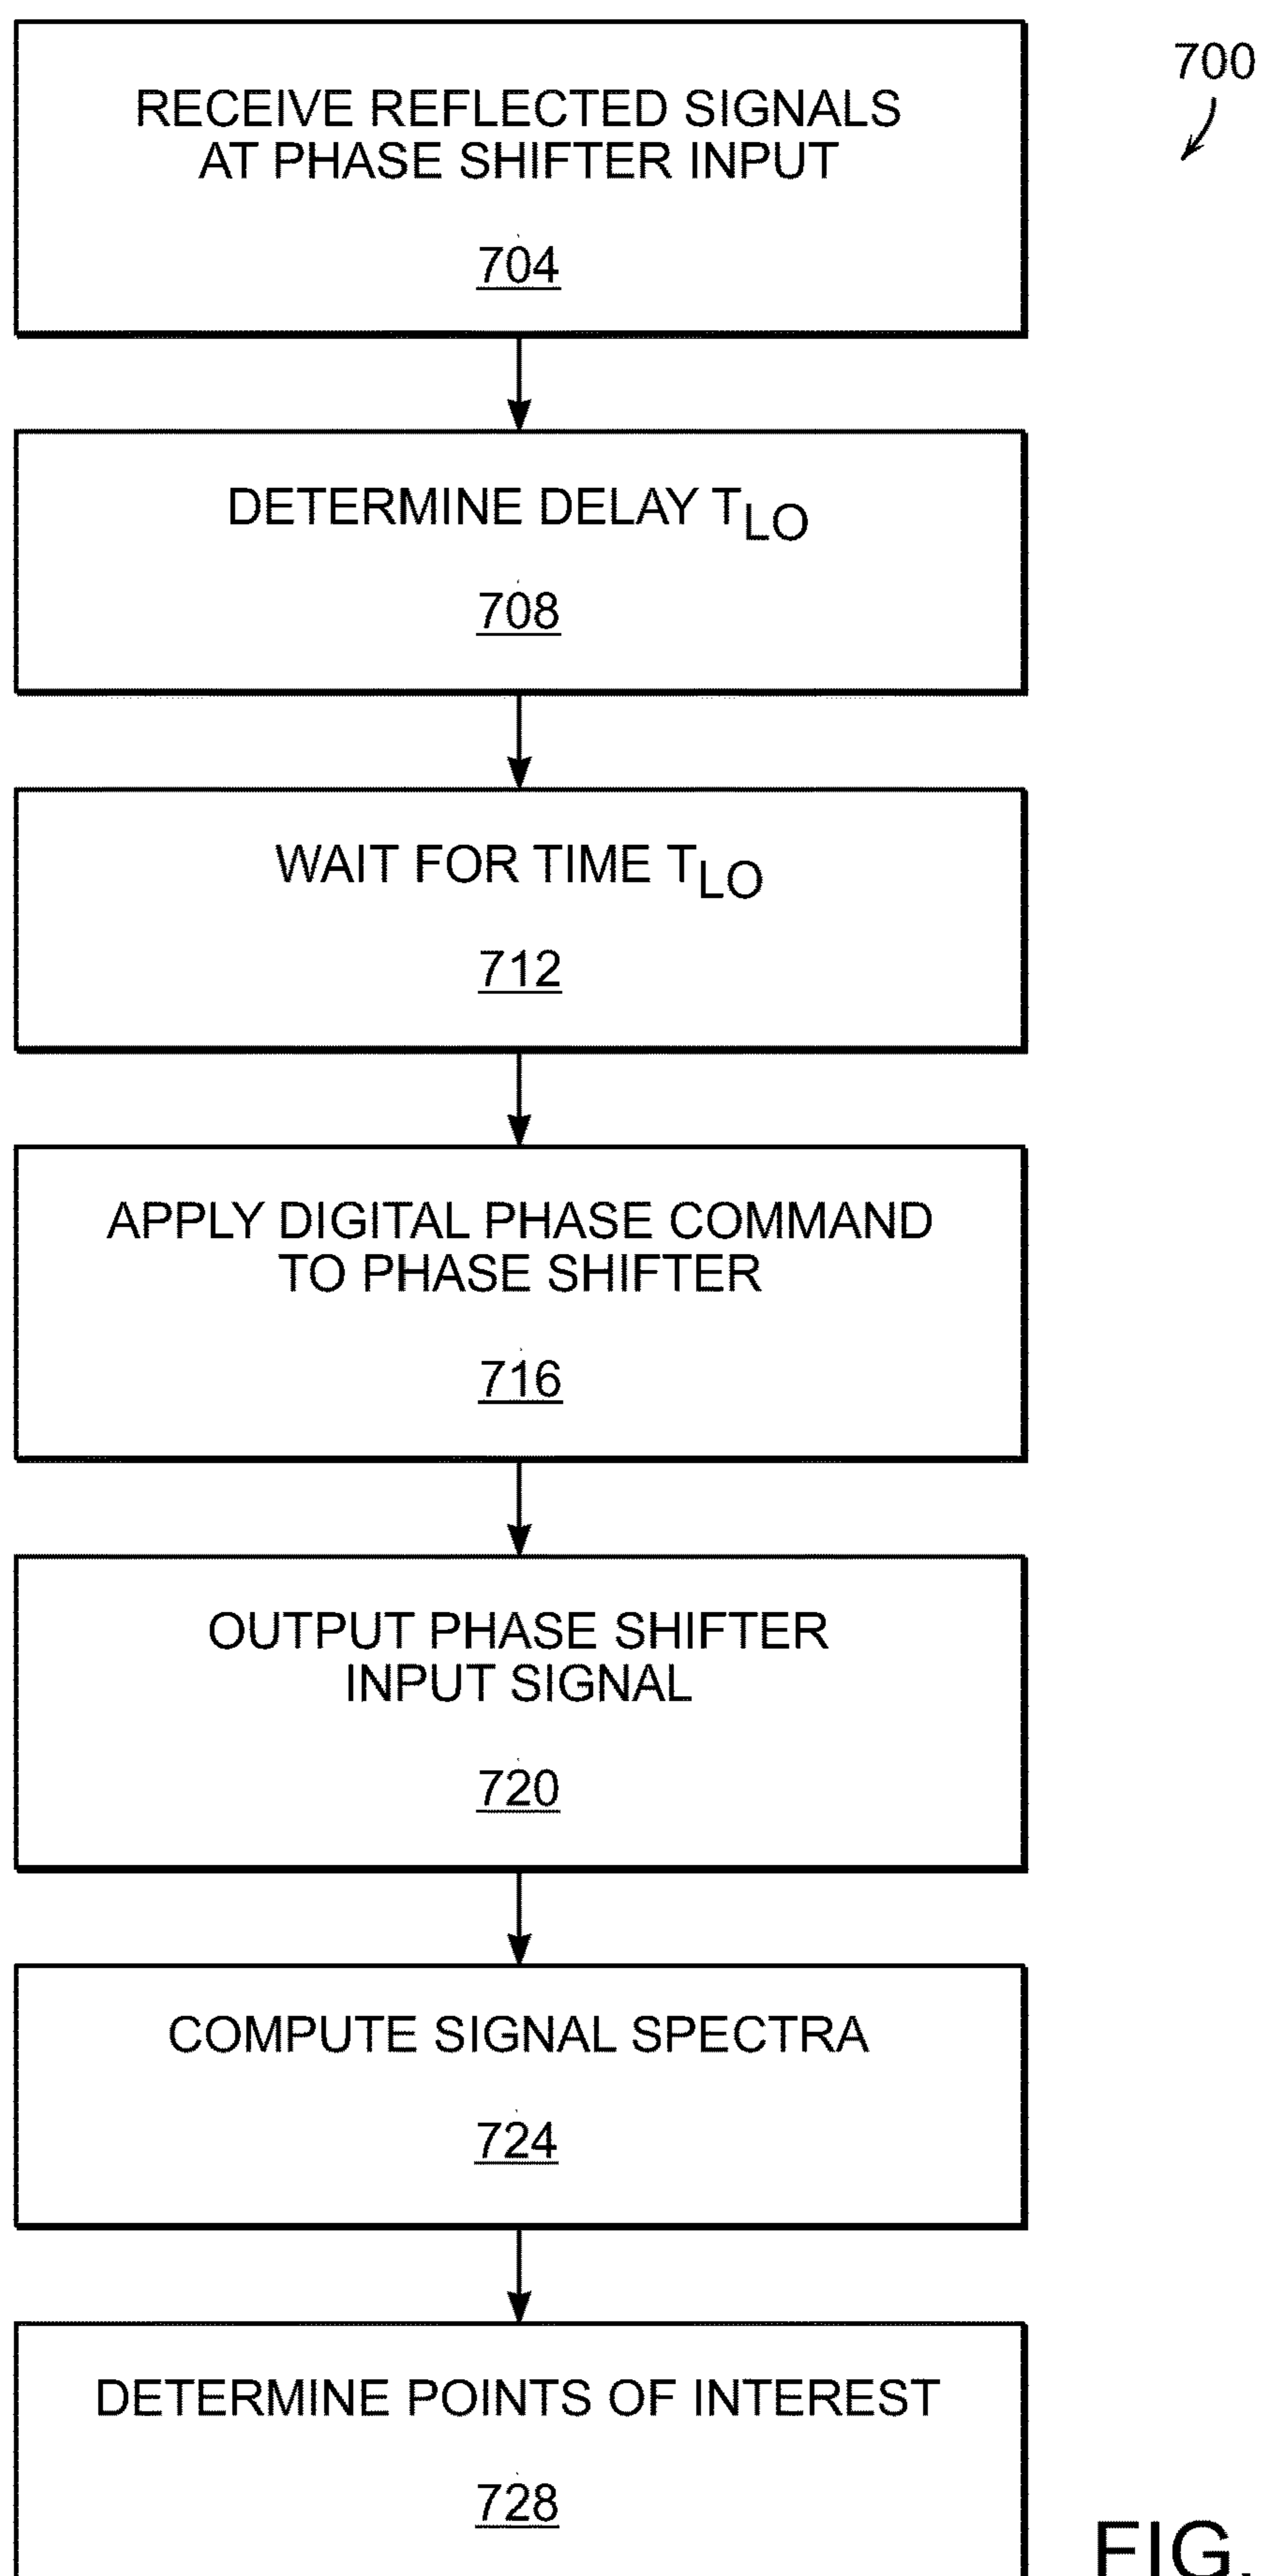 700
RECEIVE REFLECTED SIGNALS
AT PHASE SHIFTER INPUT
704
DETERMINE DELAY TLO
708
WAIT FOR TIME TLO
712
APPLY DIGITAL PHASE COMMAND
TO PHASE SHIFTER
716
OUTPUT PHASE SHIFTER
INPUT SIGNAL
720
COMPUTE SIGNAL SPECTRA
724
DETERMINE POINTS OF INTEREST
728
FIG.